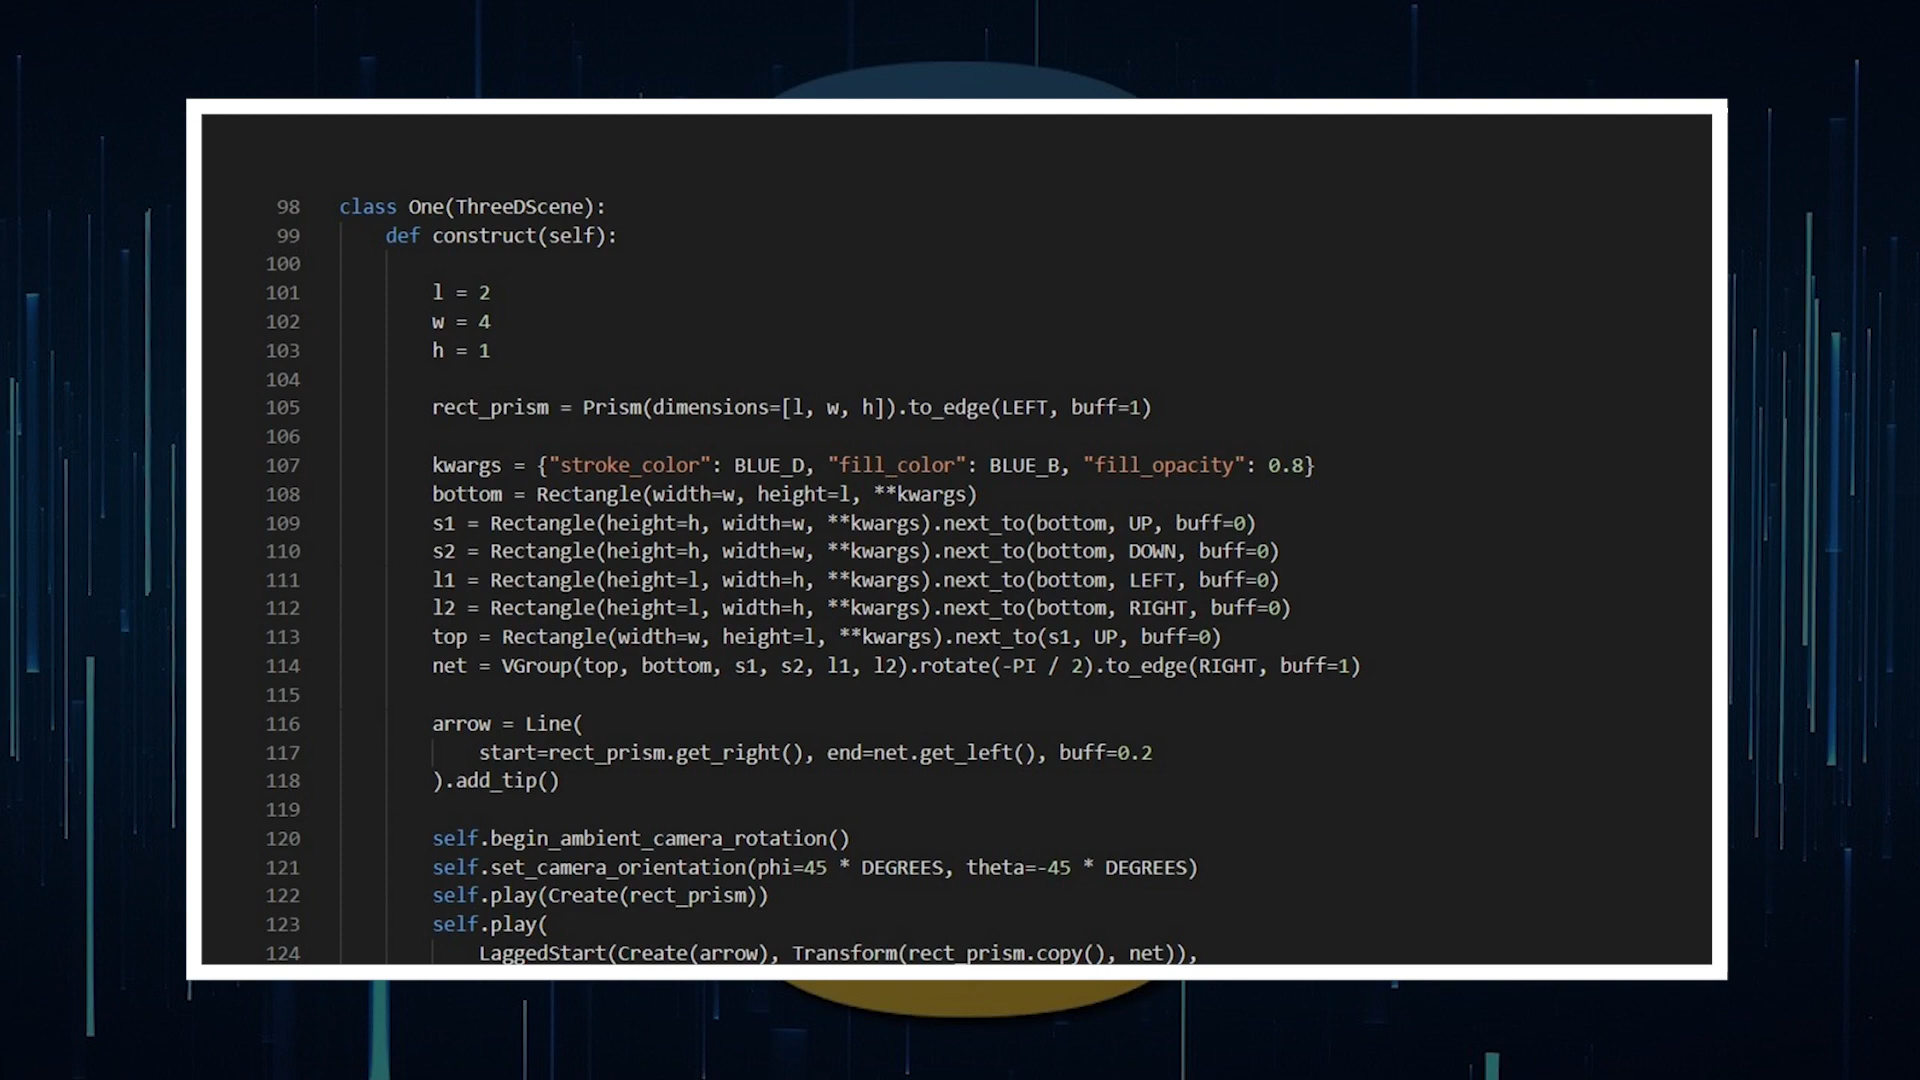 98 class One(ThreeDScene):
99 def construct(self):
100
101 l = 2
102 w = 4
103 h = 1
104
105 rect_prism = Prism(dimensions=[l, w, h]).to_edge(LEFT, buff=1)
106
107 kwargs = {"stroke_color": BLUE_D, "fill_color": BLUE_B, "fill_opacity": 0.8}
108 bottom = Rectangle(width=w, height=l, **kwargs)
109 s1 = Rectangle(height=h, width=w, **kwargs).next_to(bottom, UP, buff=0)
110 s2 = Rectangle(height=h, width=w, **kwargs).next_to(bottom, DOWN, buff=0)
111 l1 = Rectangle(height=l, width=h, **kwargs).next_to(bottom, LEFT, buff=0)
112 l2 = Rectangle(height=l, width=h, **kwargs).next_to(bottom, RIGHT, buff=0)
113 top = Rectangle(width=w, height=l, **kwargs).next_to(s1, UP, buff=0)
114 net = VGroup(top, bottom, s1, s2, l1, l2).rotate(-PI / 2).to_edge(RIGHT, buff=1)
115
116 arrow = Line(
117 start=rect_prism.get_right(), end=net.get_left(), buff=0.2
118 ).add_tip()
119
120 self.begin_ambient_camera_rotation()
121 self.set_camera_orientation(phi=45 * DEGREES, theta=-45 * DEGREES)
122 self.play(Create(rect_prism))
123 self.play(
124 LaggedStart(Create(arrow), Transform(rect_prism.copy(), net)),